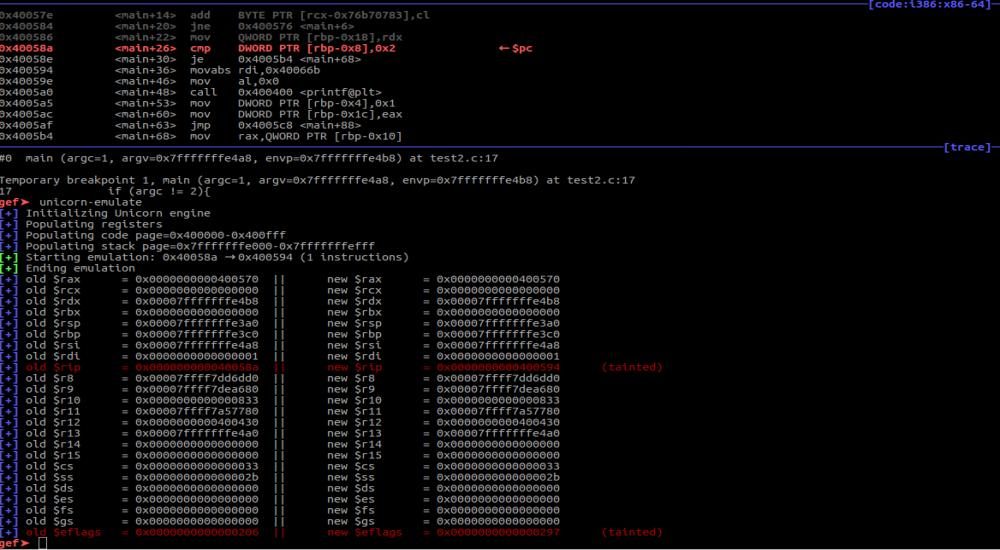 [code:i386:x86-64]
0x40057e <main+14> add BYTE PTR [rcx-0x76b70783],cl
0x400584 <main+20> jne 0x400576 <main+6>
0x400586 <main+22> mov QWORD PTR [rbp-0x18],rdx
0x40058a <main+26> cmp DWORD PTR [rbp-0x8],0x2 ←$pc
0x40058e <main+30> je 0x4005b4 <main+68>
0x400594 <main+36> movabs rdi,0x40066b
0x40059e <main+46> mov al,0x0
0x4005a0 <main+48> call 0x400400 <printf@plt>
0x4005a5 <main+53> mov DWORD PTR [rbp-0x4],0x1
0x4005ac <main+60> mov DWORD PTR [rbp-0x1c],eax
0x4005af <main+63> jmp 0x4005c8 <main+88>
0x4005b4 <main+68> mov rax,QWORD PTR [rbp-0x10]
[trace]
#0 main (argc=1, argv=0x7fffffffe4a8, envp=0x7fffffffe4b8) at test2.c:17
Temporary breakpoint 1, main (argc=1, argv=0x7fffffffe4a8, envp=0x7fffffffe4b8) at test2.c:17
17 if (argc != 2){
gef➤ unicorn-emulate
[+] Initializing Unicorn engine
[+] Populating registers
[+] Populating code page=0x400000-0x400fff
[+] Populating stack page=0x7fffffffe000-0x7fffffffefff
[+] Starting emulation: 0x40058a →0x400594 (1 instructions)
[+] Ending emulation
[+] old $rax = 0x0000000000400570 || new $rax = 0x0000000000400570
[+] old $rcx = 0x0000000000000000 || new $rcx = 0x0000000000000000
[+] old $rdx = 0x00007fffffffe4b8 || new $rdx = 0x00007fffffffe4b8
[+] old $rbx = 0x0000000000000000 || new $rbx = 0x0000000000000000
[+] old $rsp = 0x00007fffffffe3a0 || new $rsp = 0x00007fffffffe3a0
[+] old $rbp = 0x00007fffffffe3c0 || new $rbp = 0x00007fffffffe3c0
[+] old $rsi = 0x00007fffffffe4a8 || new $rsi = 0x00007fffffffe4a8
[+] old $rdi = 0x0000000000000001 || new $rdi = 0x0000000000000001
[+] old $rip = 0x000000000040058a || new $rip = 0x0000000000400594 (tainted)
[+] old $r8 = 0x00007ffff7dd6dd0 || new $r8 = 0x00007ffff7dd6dd0
[+] old $r9 = 0x00007ffff7dea680 || new $r9 = 0x00007ffff7dea680
[+] old $r10 = 0x0000000000000833 || new $r10 = 0x0000000000000833
[+] old $r11 = 0x00007ffff7a57780 || new $r11 = 0x00007ffff7a57780
[+] old $r12 = 0x0000000000400430 || new $r12 = 0x0000000000400430
[+] old $r13 = 0x00007fffffffe4a0 || new $r13 = 0x00007fffffffe4a0
[+] old $r14 = 0x0000000000000000 || new $r14 = 0x0000000000000000
[+] old $r15 = 0x0000000000000000 || new $r15 = 0x0000000000000000
[+] old $cs = 0x0000000000000033 || new $cs = 0x0000000000000033
[+] old $ss = 0x000000000000002b || new $ss = 0x000000000000002b
[+] old $ds = 0x0000000000000000 || new $ds = 0x0000000000000000
[+] old $es = 0x0000000000000000 || new $es = 0x0000000000000000
[+] old $fs = 0x0000000000000000 || new $fs = 0x0000000000000000
[+] old $gs = 0x0000000000000000 || new $gs = 0x0000000000000000
[+] old $eflags = 0x0000000000000206 || new $eflags = 0x0000000000000297 (tainted)
gef➤